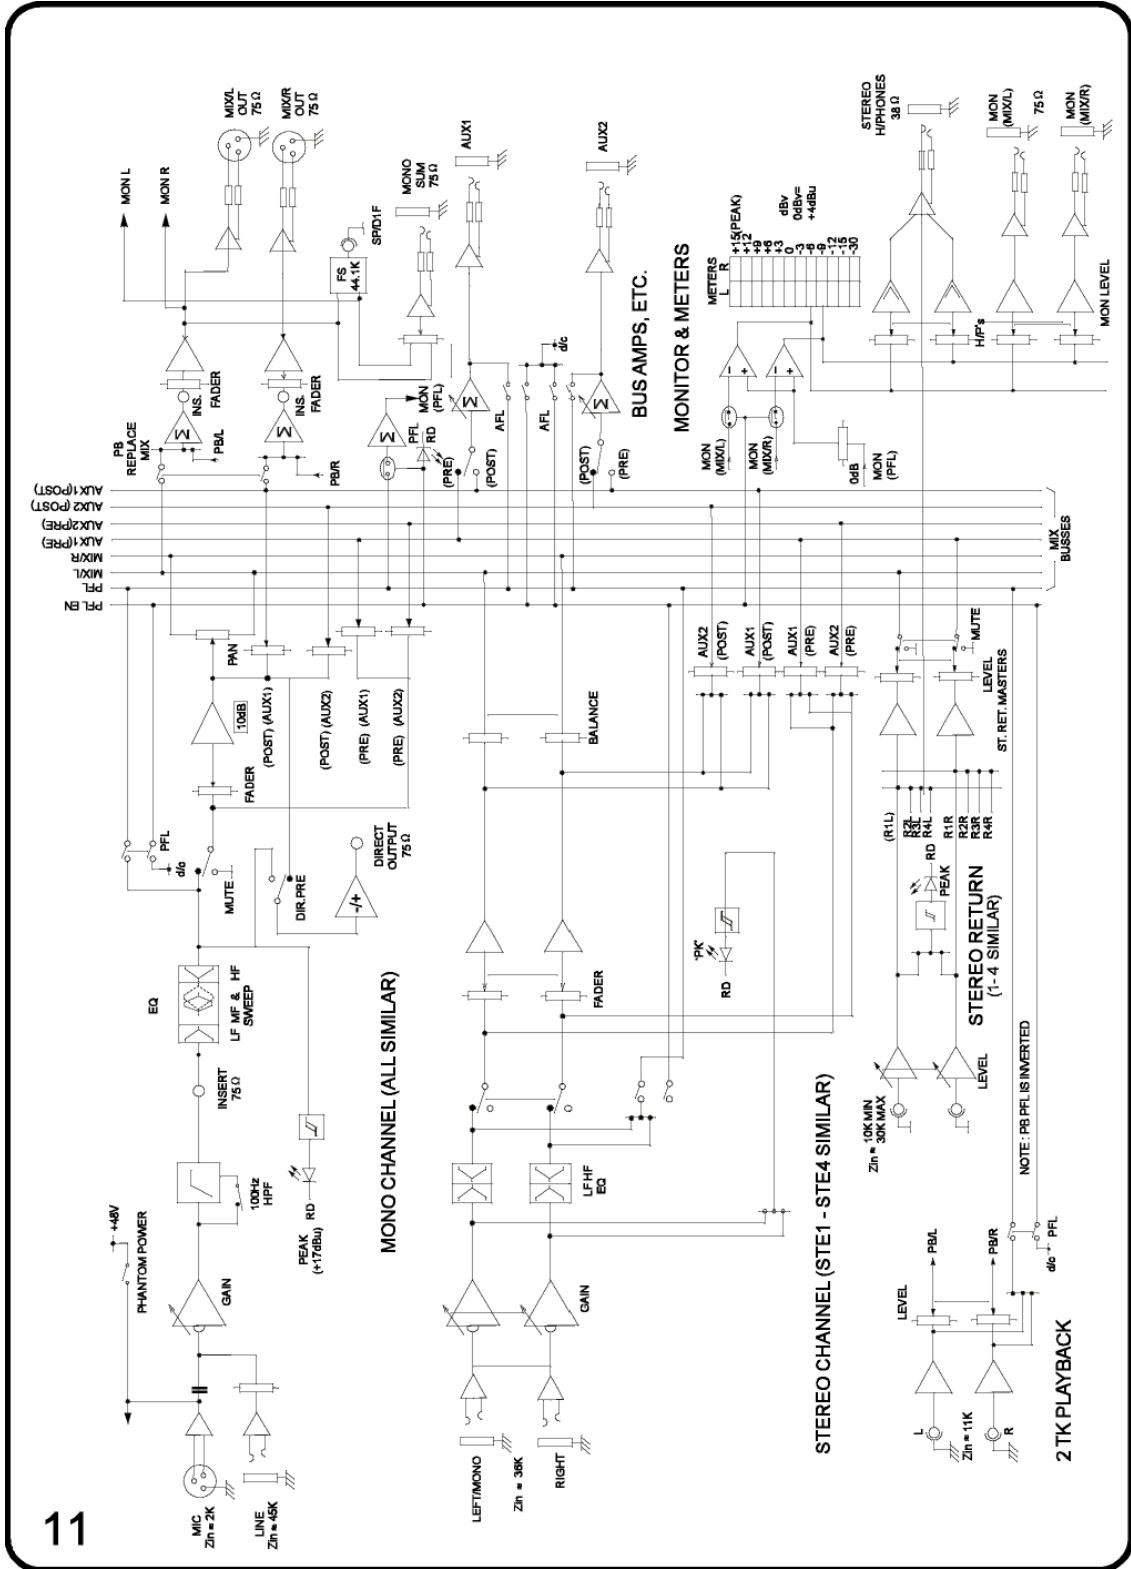 11
MIC
Zin ≈ 2K
LINE
Zin ≈ 45K
PHANTOM POWER
+48V
GAIN
100Hz
HPF
PEAK
(+17dBu)
RD
INSERT
75Ω
EQ
LF MF & HF
SWEEP
MUTE
d/c
PFL
DIR.PRE
-/+
DIRECT
OUTPUT
75Ω
FADER
10dB
PAN
(POST) (AUX1)
(POST) (AUX2)
(PRE) (AUX1)
(PRE) (AUX2)
MONO CHANNEL (ALL SIMILAR)
PFL EN
PFL
MIX/L
MIX/R
AUX1(PRE)
AUX2(PRE)
AUX2 (POST)
AUX1 (POST)
MIX
BUSSES
PB
REPLACE
MIX
PB/L
PB/R
Σ
Σ
INS.
FADER
INS.
FADER
MON L
MON R
MIX/L
OUT
75Ω
MIX/R
OUT
75Ω
FS
44.1K
SP/D1F
MONO
SUM
75Ω
Σ
MON
(PFL)
PFL
RD
(PRE)
(POST)
Σ
AFL
AFL
d/c
AUX1
(POST)
(PRE)
Σ
AUX2
BUS AMPS, ETC.
MONITOR & METERS
METERS
L R
+15(PEAK)
+12
+9
+6
+3
0
-3
-6
-9
-12
-15
-30
dBv
0dBv=
+4dBu
MON
(MIX/L)
MON
(MIX/R)
0dB
MON
(PFL)
H/P's
MON LEVEL
STEREO
H/PHONES
38Ω
MON
(MIX/L)
75Ω
MON
(MIX/R)
LEFT/MONO
Zin ≈ 36K
RIGHT
GAIN
LF HF
EQ
FADER
"PK"
RD
BALANCE
AUX2
(POST)
AUX1
(POST)
AUX1
(PRE)
AUX2
(PRE)
STEREO CHANNEL (STE1 - STE4 SIMILAR)
Zin ≈ 10K MIN
30K MAX
LEVEL
PEAK
RD
(R1L)
R2L
R3L
R4L
R1R
R2R
R3R
R4R
LEVEL
ST. RET. MASTERS
MUTE
STEREO RETURN
(1- 4 SIMILAR)
NOTE : PB PFL IS INVERTED
L
Zin ≈ 11K
R
LEVEL
PB/L
PB/R
d/c
PFL
2 TK PLAYBACK